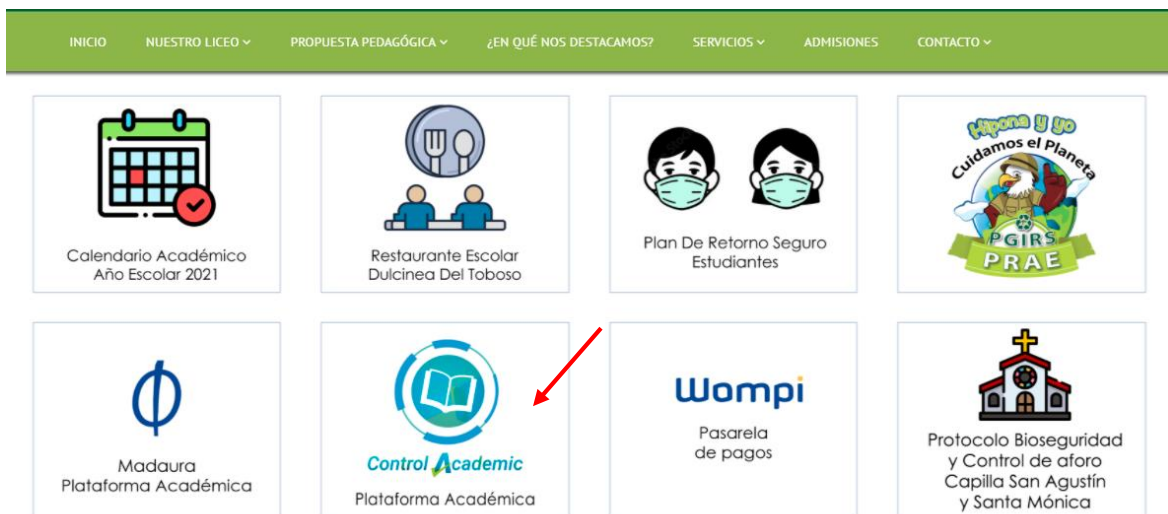 INICIO
NUESTRO LICEO
PROPUESTA PEDAGÓGICA
¿EN QUÉ NOS DESTACAMOS?
SERVICIOS
ADMISIONES
CONTACTO
Calendario Académico
Año Escolar 2021
Restaurante Escolar
Dulcinea Del Toboso
Plan De Retorno Seguro
Estudiantes
Hipona y yo
Cuidamos el Planeta
PGIRS
PRAE
Madaura
Plataforma Académica
Control Academic
Plataforma Académica
Wompi
Pasarela
de pagos
Protocolo Bioseguridad
y Control de aforo
Capilla San Agustín
y Santa Mónica